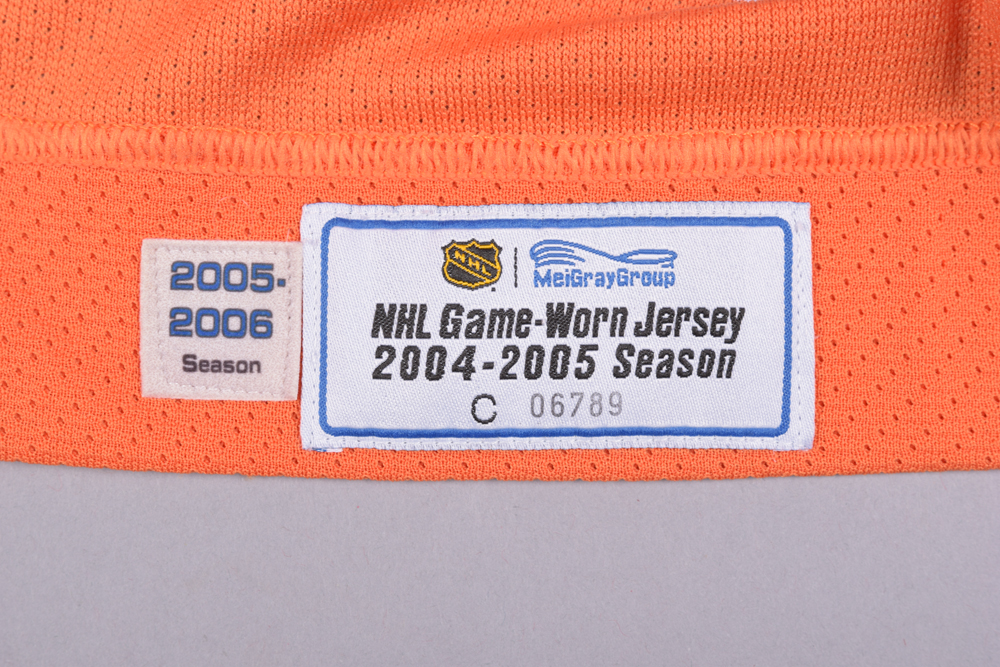 2005-
2006
Season
NHL
MeiGrayGroup
NHL Game-Worn Jersey
2004-2005 Season
C 06789